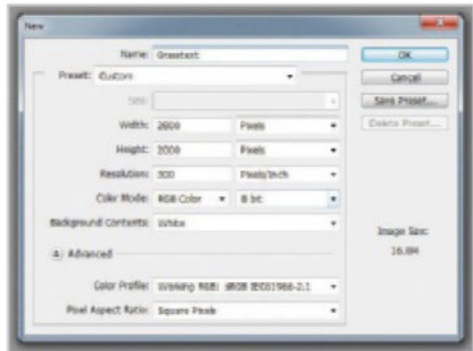 New
Name: Grasstext
OK
Preset: Custom
Cancel
Size:
Save Preset...
Width: Pixels
Delete Preset...
Height: 2000 Pixels
Resolution: 300 Pixels/Inch
Color Mode: RGB Color 8 bit
Background Contents: White
Image Size:
16.8M
Advanced
Color Profile: Working RGB: sRGB IEC61966-2.1
Pixel Aspect Ratio: Square Pixels